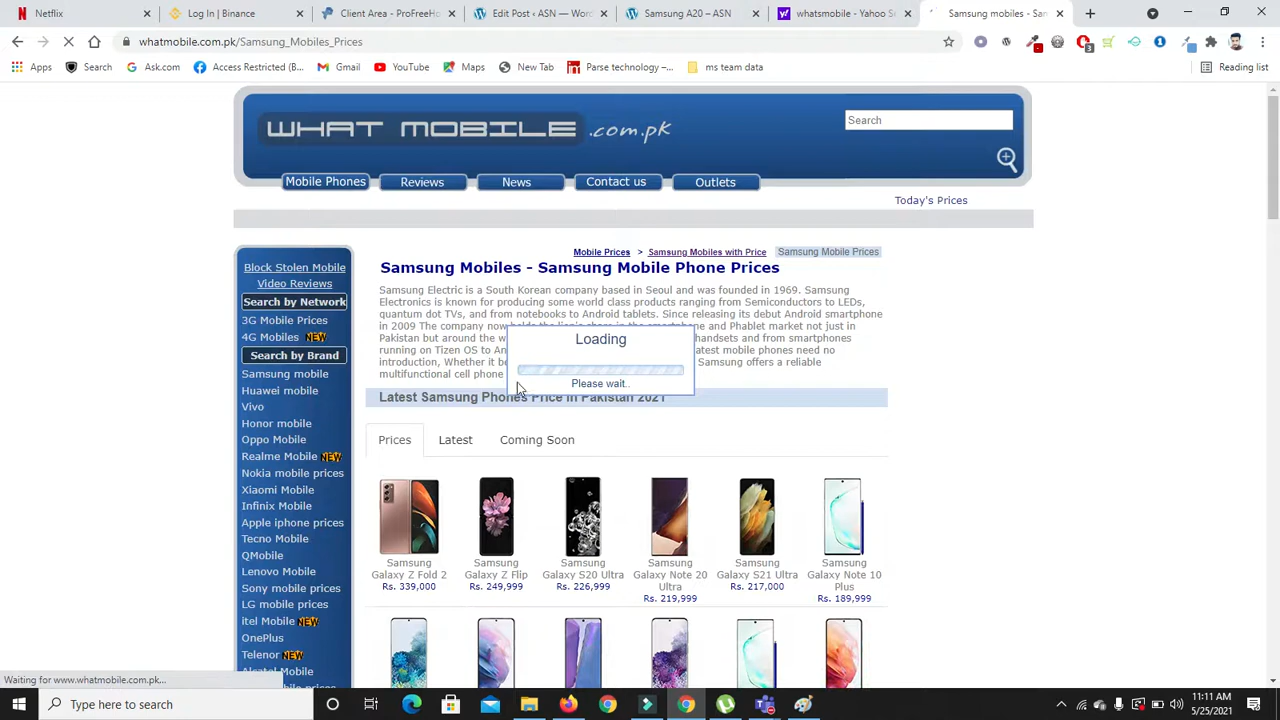 Netflix
Log In | Binance
Client Area - ProFreeHo
Edit Post ‹ ASN — Wor
Samsung A20 – ASN
whatsmobile - Yahoo S
Samsung mobiles - San
whatmobile.com.pk/Samsung_Mobiles_Prices
Apps
Search
Ask.com
Access Restricted (B...
Gmail
YouTube
Maps
New Tab
Parse technology –...
ms team data
Reading list
WHAT MOBILE .com.pk
Search
Mobile Phones
Reviews
News
Contact us
Outlets
Today's Prices
Mobile Prices > Samsung Mobiles with Price Samsung Mobile Prices
Samsung Mobiles - Samsung Mobile Phone Prices
Samsung Electric is a South Korean company based in Seoul and was founded in 1969. Samsung
Electronics is known for producing some world class products ranging from Semiconductors to LEDs,
quantum dot TVs, and from notebooks to Android tablets. Since releasing its debut Android smartphone
in 2009 The company now holds the lion's share in the smartphone and Phablet market not just in
Pakistan but around the w handsets and from smartphones
running on Tizen OS to An atest mobile phones need no
introduction, Whether it b Samsung offers a reliable
multifunctional cell phone
Loading
Please wait..
Latest Samsung Phones Price in Pakistan 2021
Prices
Latest
Coming Soon
Samsung Galaxy Z Fold 2 Rs. 339,000
Samsung Galaxy Z Flip Rs. 249,999
Samsung Galaxy S20 Ultra Rs. 226,999
Samsung Galaxy Note 20 Ultra Rs. 219,999
Samsung Galaxy S21 Ultra Rs. 217,000
Samsung Galaxy Note 10 Plus Rs. 189,999
Block Stolen Mobile
Video Reviews
Search by Network
3G Mobile Prices
4G Mobiles NEW
Search by Brand
Samsung mobile
Huawei mobile
Vivo
Honor mobile
Oppo Mobile
Realme Mobile NEW
Nokia mobile prices
Xiaomi Mobile
Infinix Mobile
Apple iphone prices
Tecno Mobile
QMobile
Lenovo Mobile
Sony mobile prices
LG mobile prices
itel Mobile NEW
OnePlus
Telenor NEW
Alcatel Mobile
Waiting for www.whatmobile.com.pk...
Type here to search
11:11 AM
5/25/2021